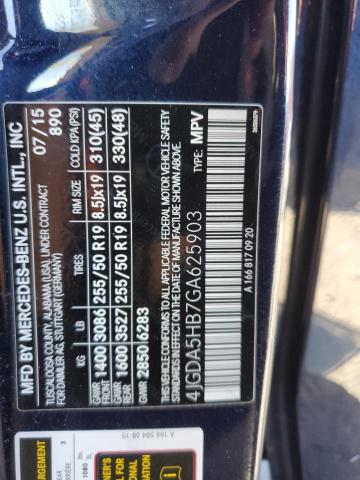 MFD BY MERCEDES-BENZ U.S. INTL., INC
TUSCALOOSA COUNTY, ALABAMA (USA) UNDER CONTRACT
FOR DAIMLER AG, STUTTGART (GERMANY)
07/15
890
KG LB TIRES RIM SIZE COLD KPA(PSI)
GAWR FRONT 1400 3086 255/50 R19 8.5Jx19 310(45)
GAWR REAR 1600 3527 255/50 R19 8.5Jx19 330(48)
GVWR 2850 6283
THIS VEHICLE CONFORMS TO ALL APPLICABLE FEDERAL MOTOR VEHICLE SAFETY
STANDARDS IN EFFECT ON THE DATE OF MANUFACTURE SHOWN ABOVE.
4JGDA5HB7GA625903
TYPE: MPV
A 166 817 09 20
A 166 584 68 15
3
1080